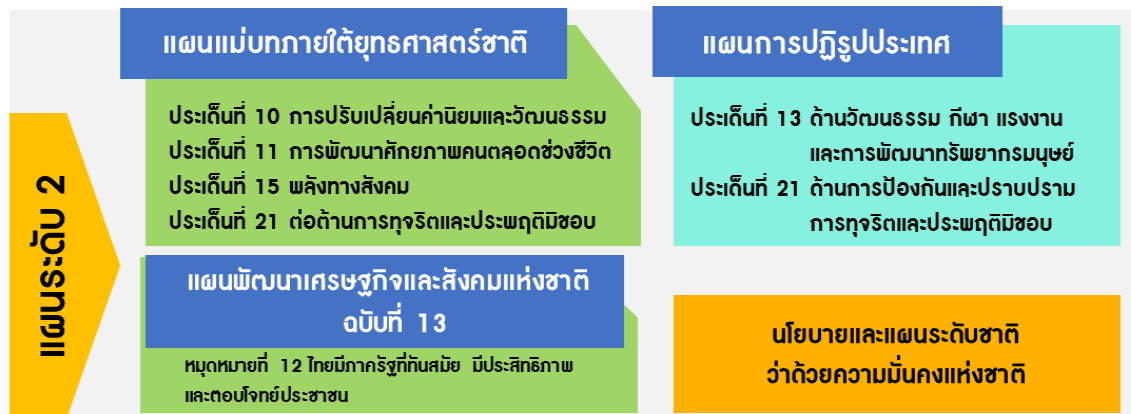 แผนระดับ 2
แผนแม่บทภายใต้ยุทธศาสตร์ชาติ
ประเด็นที่ 10 การปรับเปลี่ยนค่านิยมและวัฒนธรรม
ประเด็นที่ 11 การพัฒนาศักยภาพคนตลอดช่วงชีวิต
ประเด็นที่ 15 พลังทางสังคม
ประเด็นที่ 21 ต่อต้านการทุจริตและประพฤติมิชอบ
แผนการปฏิรูปประเทศ
ประเด็นที่ 13 ด้านวัฒนธรรม กีฬา แรงงาน
และการพัฒนาทรัพยากรมนุษย์
ประเด็นที่ 21 ด้านการป้องกันและปราบปราม
การทุจริตและประพฤติมิชอบ
แผนพัฒนาเศรษฐกิจและสังคมแห่งชาติ
ฉบับที่ 13
หมุดหมายที่ 12 ไทยมีภาครัฐที่ทันสมัย มีประสิทธิภาพ
และตอบโจทย์ประชาชน
นโยบายและแผนระดับชาติ
ว่าด้วยความมั่นคงแห่งชาติ